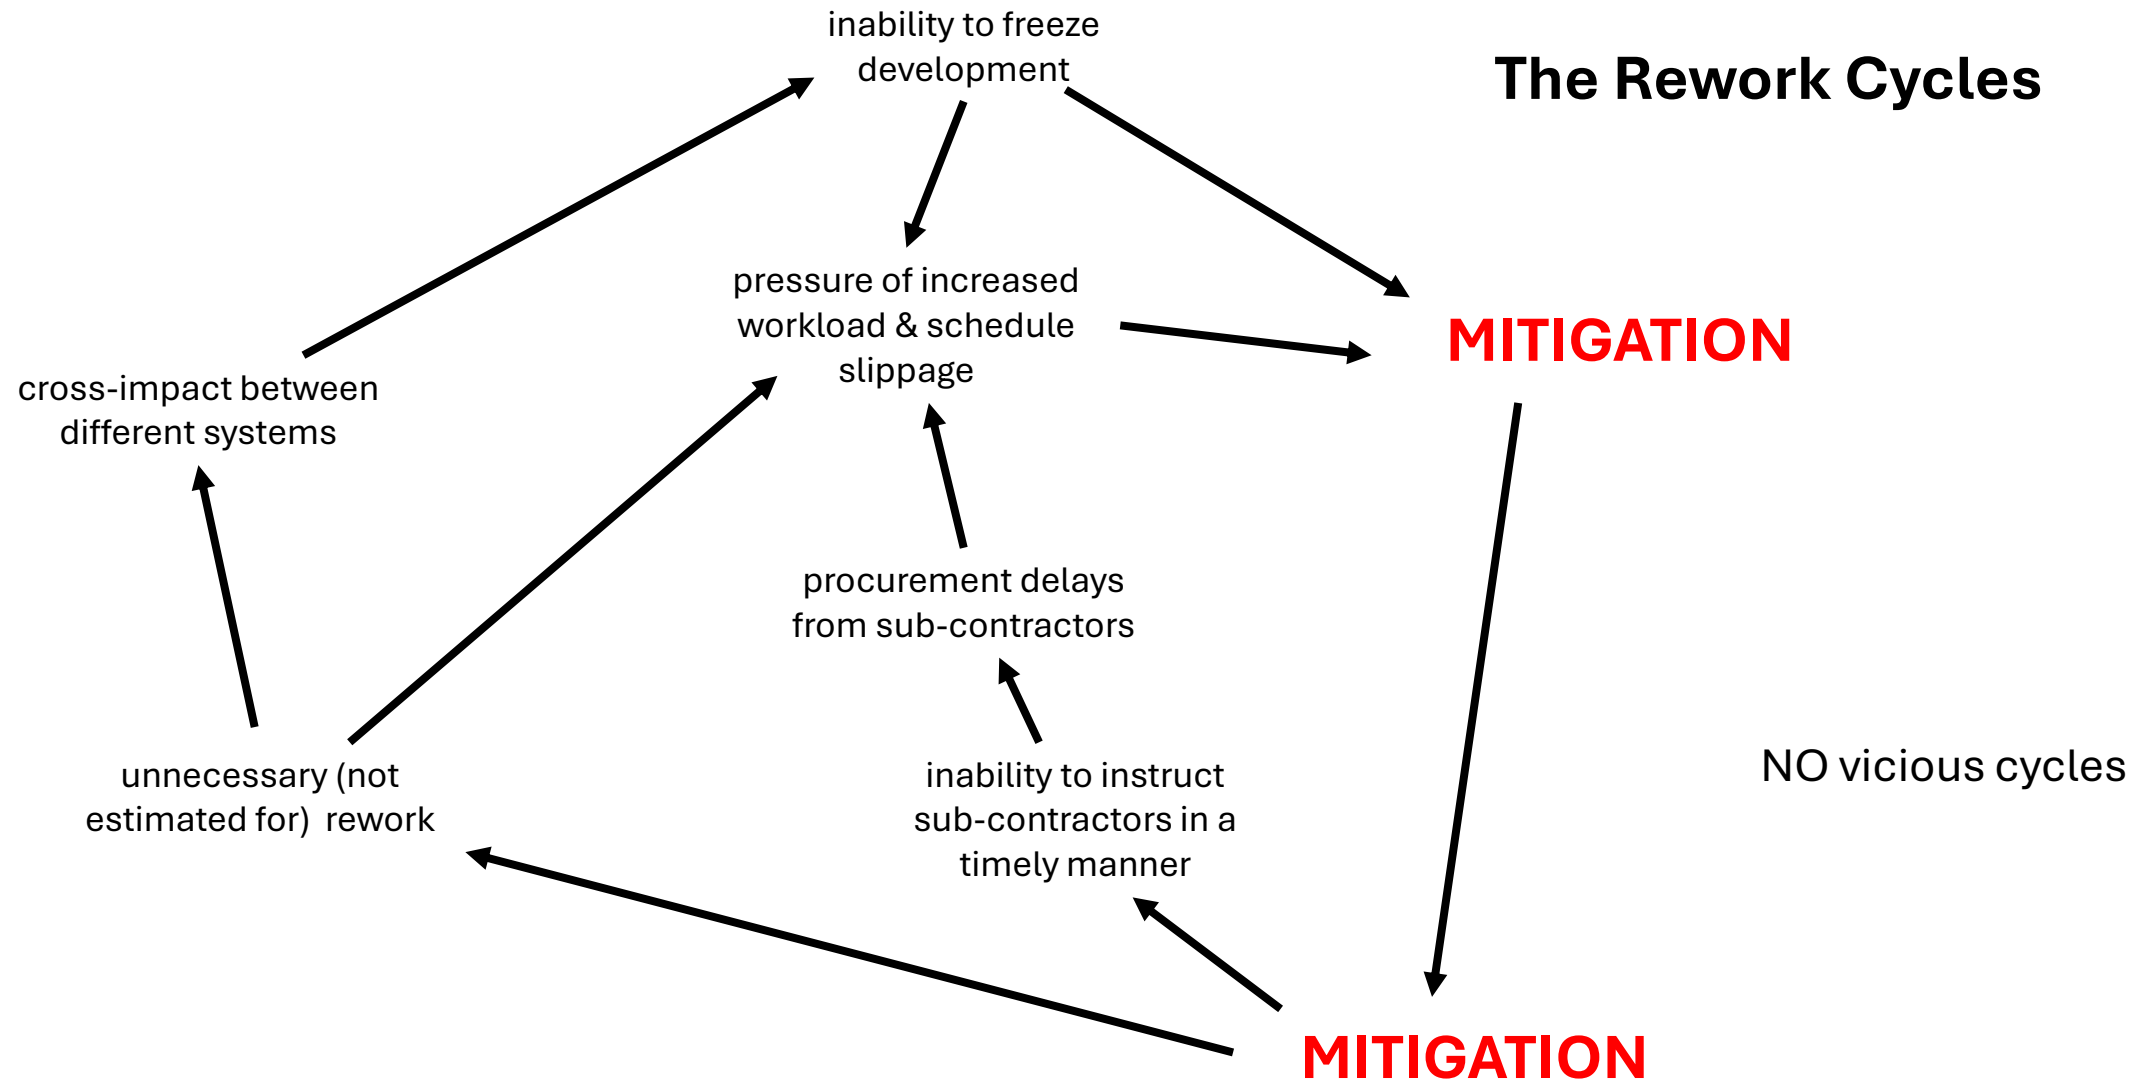 inability to freeze
development
The Rework Cycles
pressure of increased
workload & schedule
slippage
MITIGATION
cross-impact between
different systems
procurement delays
from sub-contractors
unnecessary (not
estimated for)  rework
inability to instruct
sub-contractors in a
timely manner
NO vicious cycles
MITIGATION